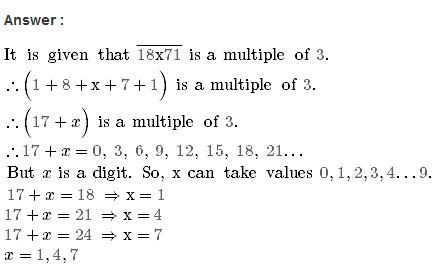 Answer :
It is given that 18x71 is a multiple of 3.
∴ (1 + 8 + x + 7 + 1) is a multiple of 3.
∴ (17 + x) is a multiple of 3.
∴ 17 + x = 0, 3, 6, 9, 12, 15, 18, 21...
But x is a digit. So, x can take values 0, 1, 2, 3, 4...9.
17 + x = 18 ⇒ x = 1
17 + x = 21 ⇒ x = 4
17 + x = 24 ⇒ x = 7
x = 1, 4, 7